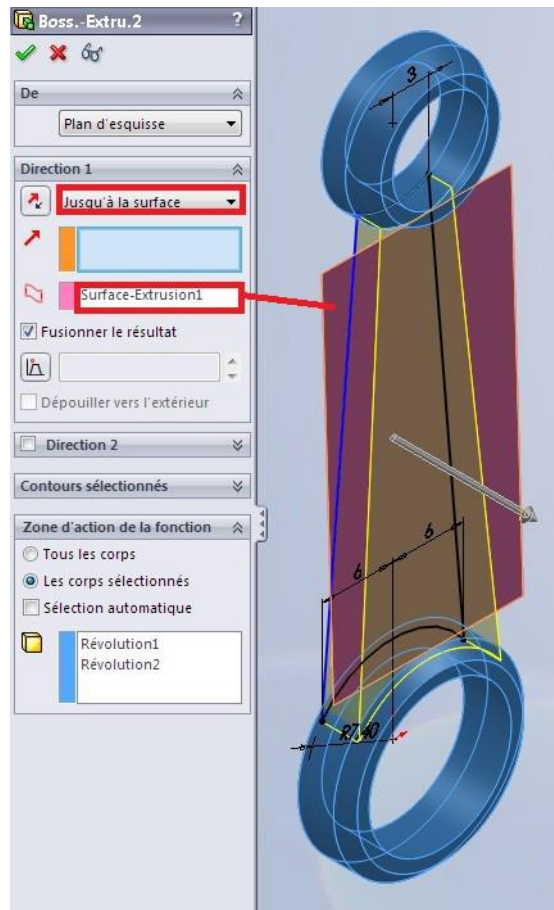 Boss.-Extru.2 ?
De
Plan d'esquisse
Direction 1
Jusqu'à la surface
Surface-Extrusion1
Fusionner le résultat
Dépouiller vers l'extérieur
Direction 2
Contours sélectionnés
Zone d'action de la fonction
Tous les corps
Les corps sélectionnés
Sélection automatique
Révolution1
Révolution2
3
6
6
R7,40